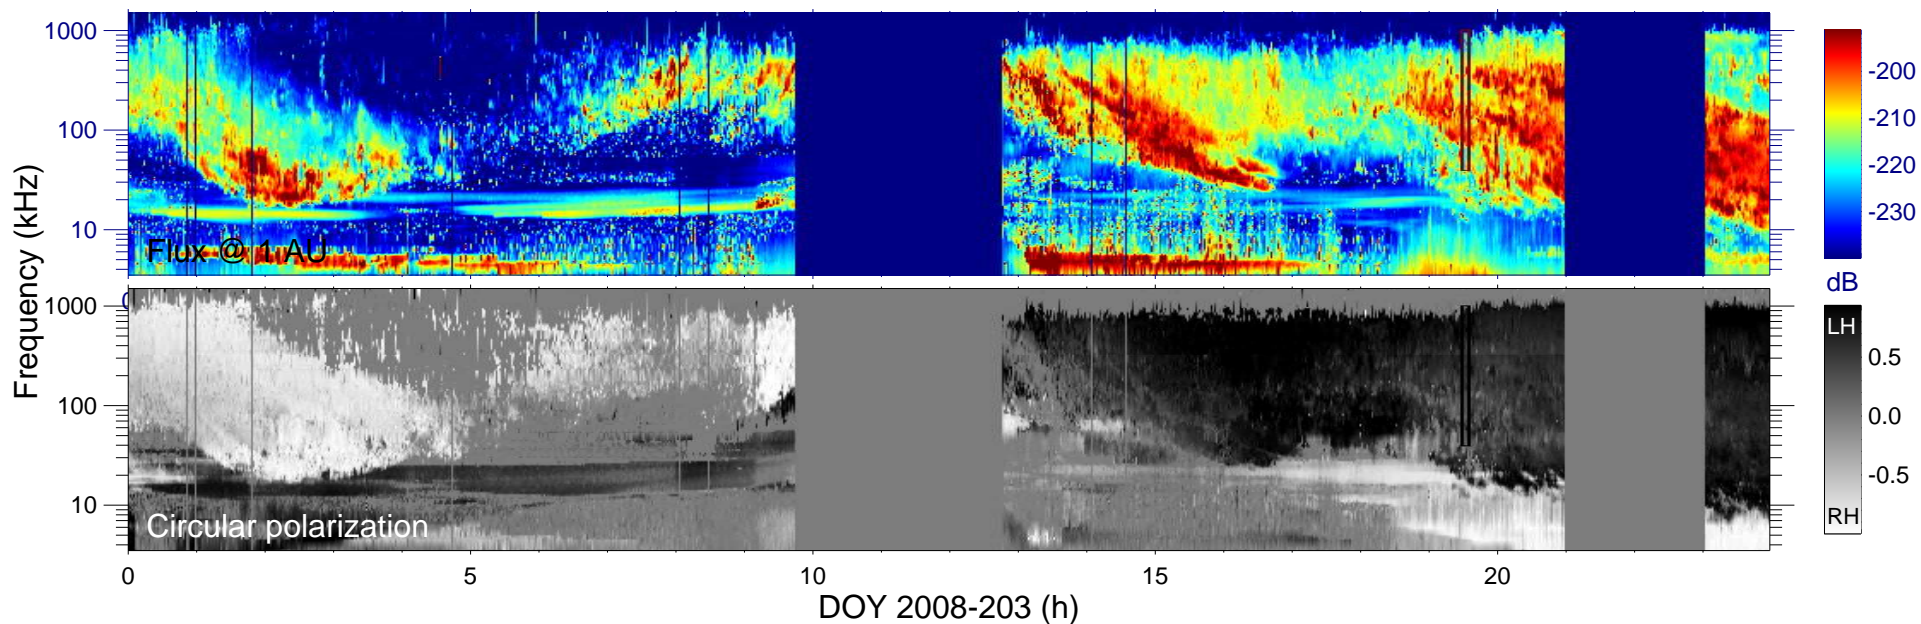 1000
100
10
Flux @ 1 AU
-200
-210
-220
-230
dB
0
Frequency (kHz)
1000
100
10
Circular polarization
LH
0.5
0.0
-0.5
RH
0
5
10
15
20
DOY 2008-203 (h)